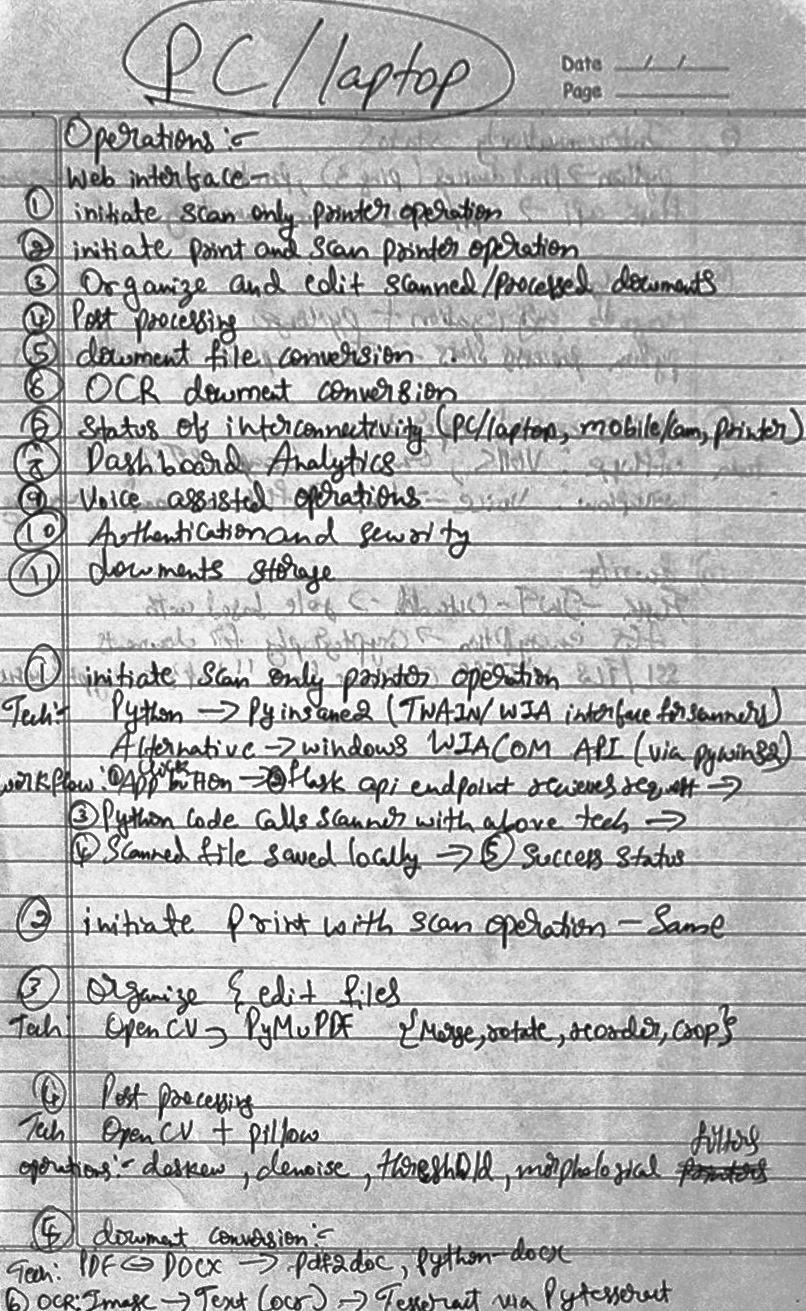 PC/laptop
Date / /
Page
Operations :-
Web interface -
① initiate scan only printer operation
② initiate print and scan printer operation
③ Organize and edit scanned/processed documents
④ Post processing
⑤ document file conversion
⑥ OCR document conversion
⑦ Status of interconnectivity (PC/laptop, mobile/cam, printer)
⑧ Dashboard Analytics
⑨ Voice assisted operations
⑩ Authentication and security
⑪ documents storage
① initiate scan only printer operation
Tech:- Python → Pyinsane2 (TWAIN/WIA interface for scanners)
Alternative → windows WIACOM API (via pywin32)
workflow: ① App click button → ② flask api endpoint receives request →
③ Python code calls scanner with above tech →
④ Scanned file saved locally → ⑤ Success Status
② initiate print with scan operation - Same
③ Organize & edit files
Tech: OpenCV → PyMuPDF {Merge, rotate, reorder, crop}
④ Post processing
Tech OpenCV + pillow
operations:- deskew, denoise, threshold, morphological filters
⑤ document conversion:-
Tech: PDF ⇔ DOCX → pdf2doc, python-docx
⑥ OCR: Image → Text (ocr) → Tesseract via Pytesseract